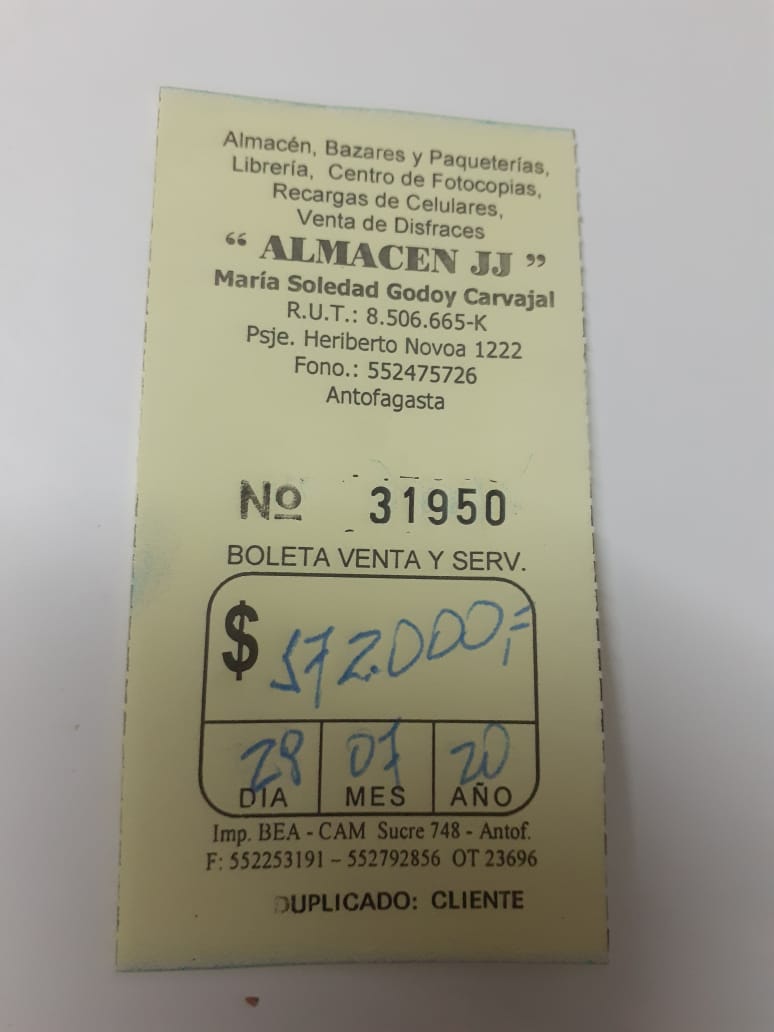 Almacén, Bazares y Paqueterías,
Librería, Centro de Fotocopias,
Recargas de Celulares,
Venta de Disfraces
“ ALMACEN JJ ”
María Soledad Godoy Carvajal
R.U.T.: 8.506.665-K
Psje. Heriberto Novoa 1222
Fono.: 552475726
Antofagasta
Nº 31950
BOLETA VENTA Y SERV.
$ 572.000,=
28 07 20
DIA MES AÑO
Imp. BEA - CAM Sucre 748 - Antof.
F: 552253191 – 552792856 OT 23696
DUPLICADO: CLIENTE